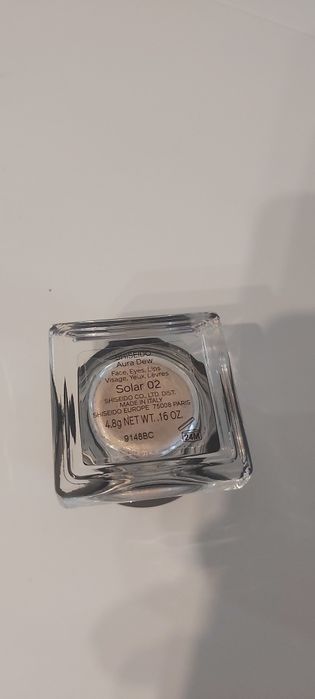 SHISEIDO
Aura Dew
Face, Eyes, Lips
Visage, Yeux, Lèvres
Solar 02
SHISEIDO CO., LTD. DIST.
MADE IN ITALY
SHISEIDO EUROPE 75008 PARIS
4.8g NET WT. .16 OZ.
9148BC
24M